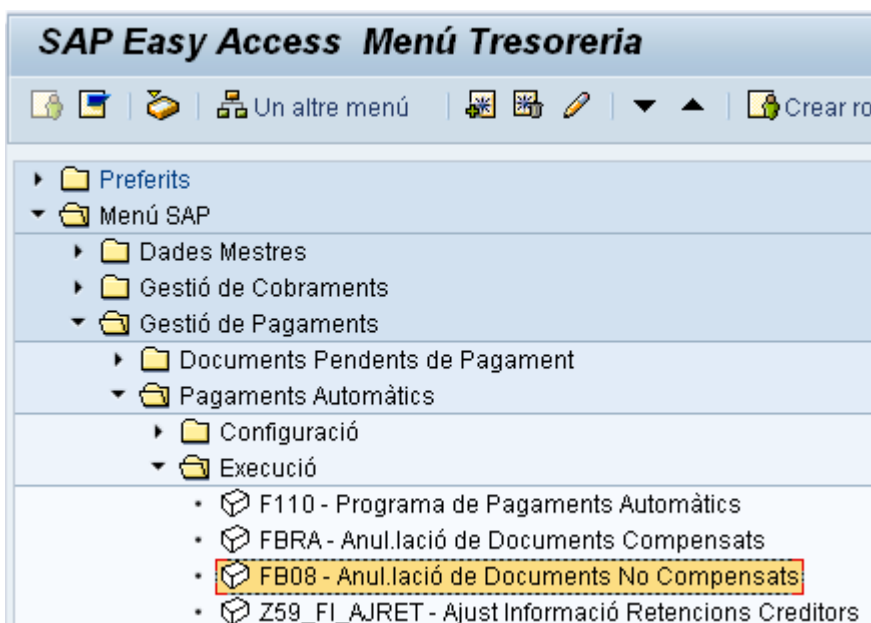 SAP Easy Access Menú Tresoreria
Un altre menú Crear ro
Preferits
Menú SAP
Dades Mestres
Gestió de Cobraments
Gestió de Pagaments
Documents Pendents de Pagament
Pagaments Automàtics
Configuració
Execució
F110 - Programa de Pagaments Automàtics
FBRA - Anul.lació de Documents Compensats
FB08 - Anul.lació de Documents No Compensats
Z59_FI_AJRET - Ajust Informació Retencions Creditors